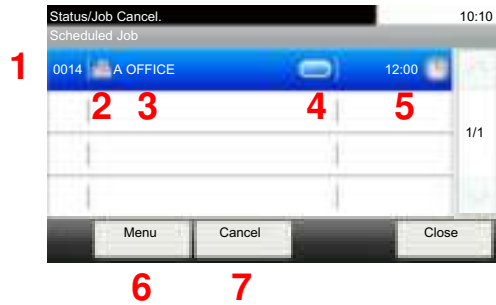 Status/Job Cancel. 10:10
Scheduled Job
1 0014 A OFFICE 12:00
2 3 4 5
1/1
Menu Cancel Close
6 7